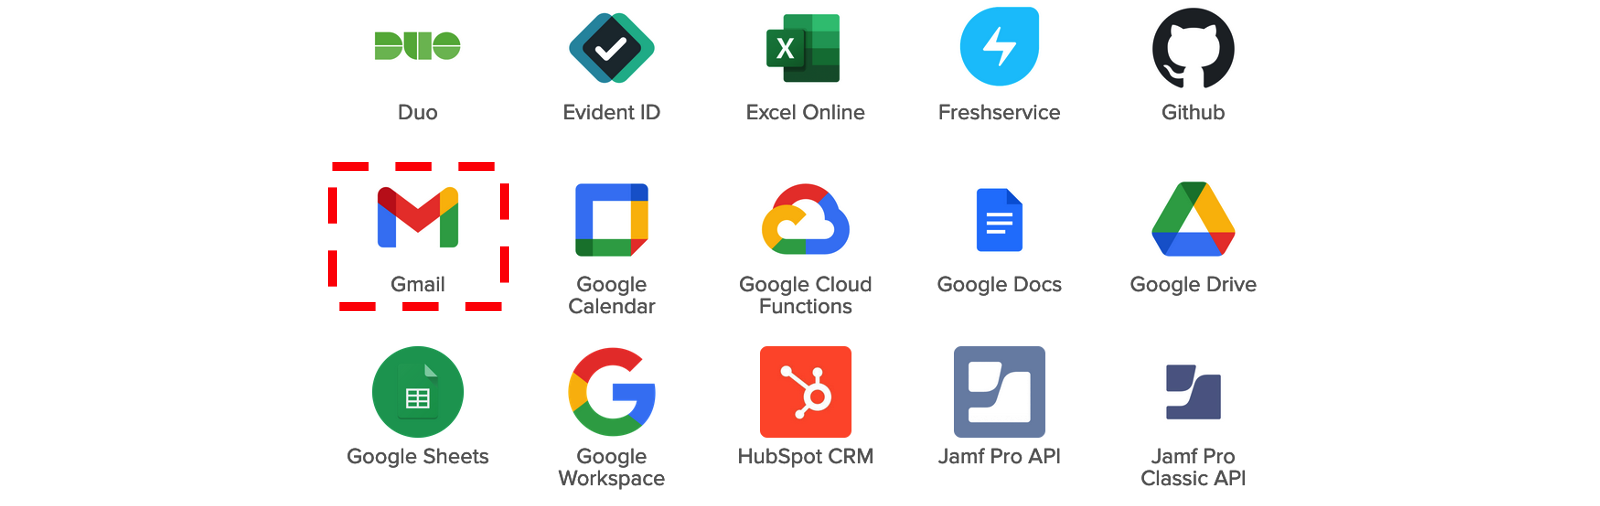 DUO
X
Duo
Evident ID
Excel Online
Freshservice
Github
Gmail
Google
Calendar
Google Cloud
Functions
Google Docs
Google Drive
Google Sheets
Google
Workspace
HubSpot CRM
Jamf Pro API
Jamf Pro
Classic API